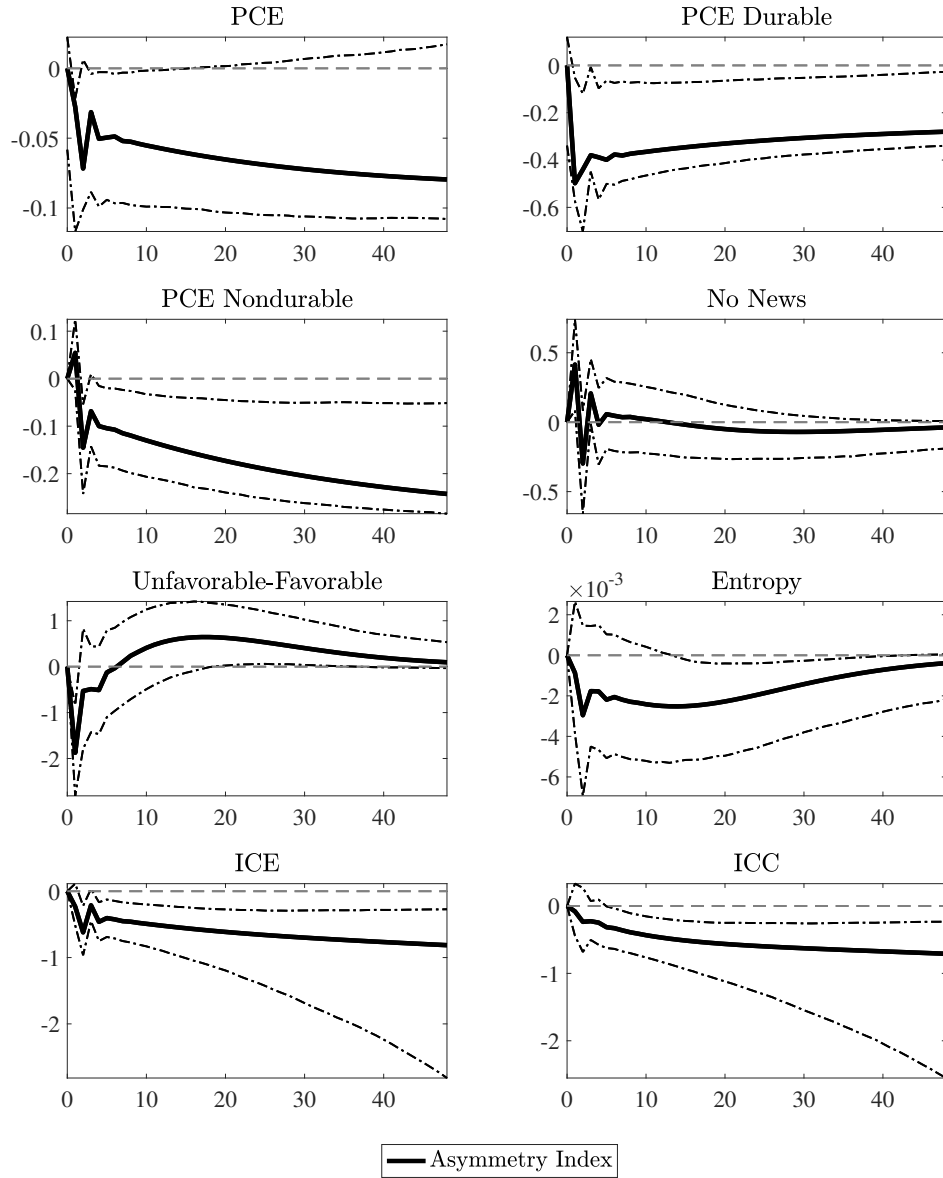 PCE
0
-0.05
-0.1
0 10 20 30 40
PCE Durable
0
-0.2
-0.4
-0.6
0 10 20 30 40
PCE Nondurable
0.1
0
-0.1
-0.2
0 10 20 30 40
No News
0.5
0
-0.5
0 10 20 30 40
Unfavorable-Favorable
1
0
-1
-2
0 10 20 30 40
Entropy
×10⁻³
2
0
-2
-4
-6
0 10 20 30 40
ICE
0
-1
-2
0 10 20 30 40
ICC
0
-1
-2
0 10 20 30 40
Asymmetry Index